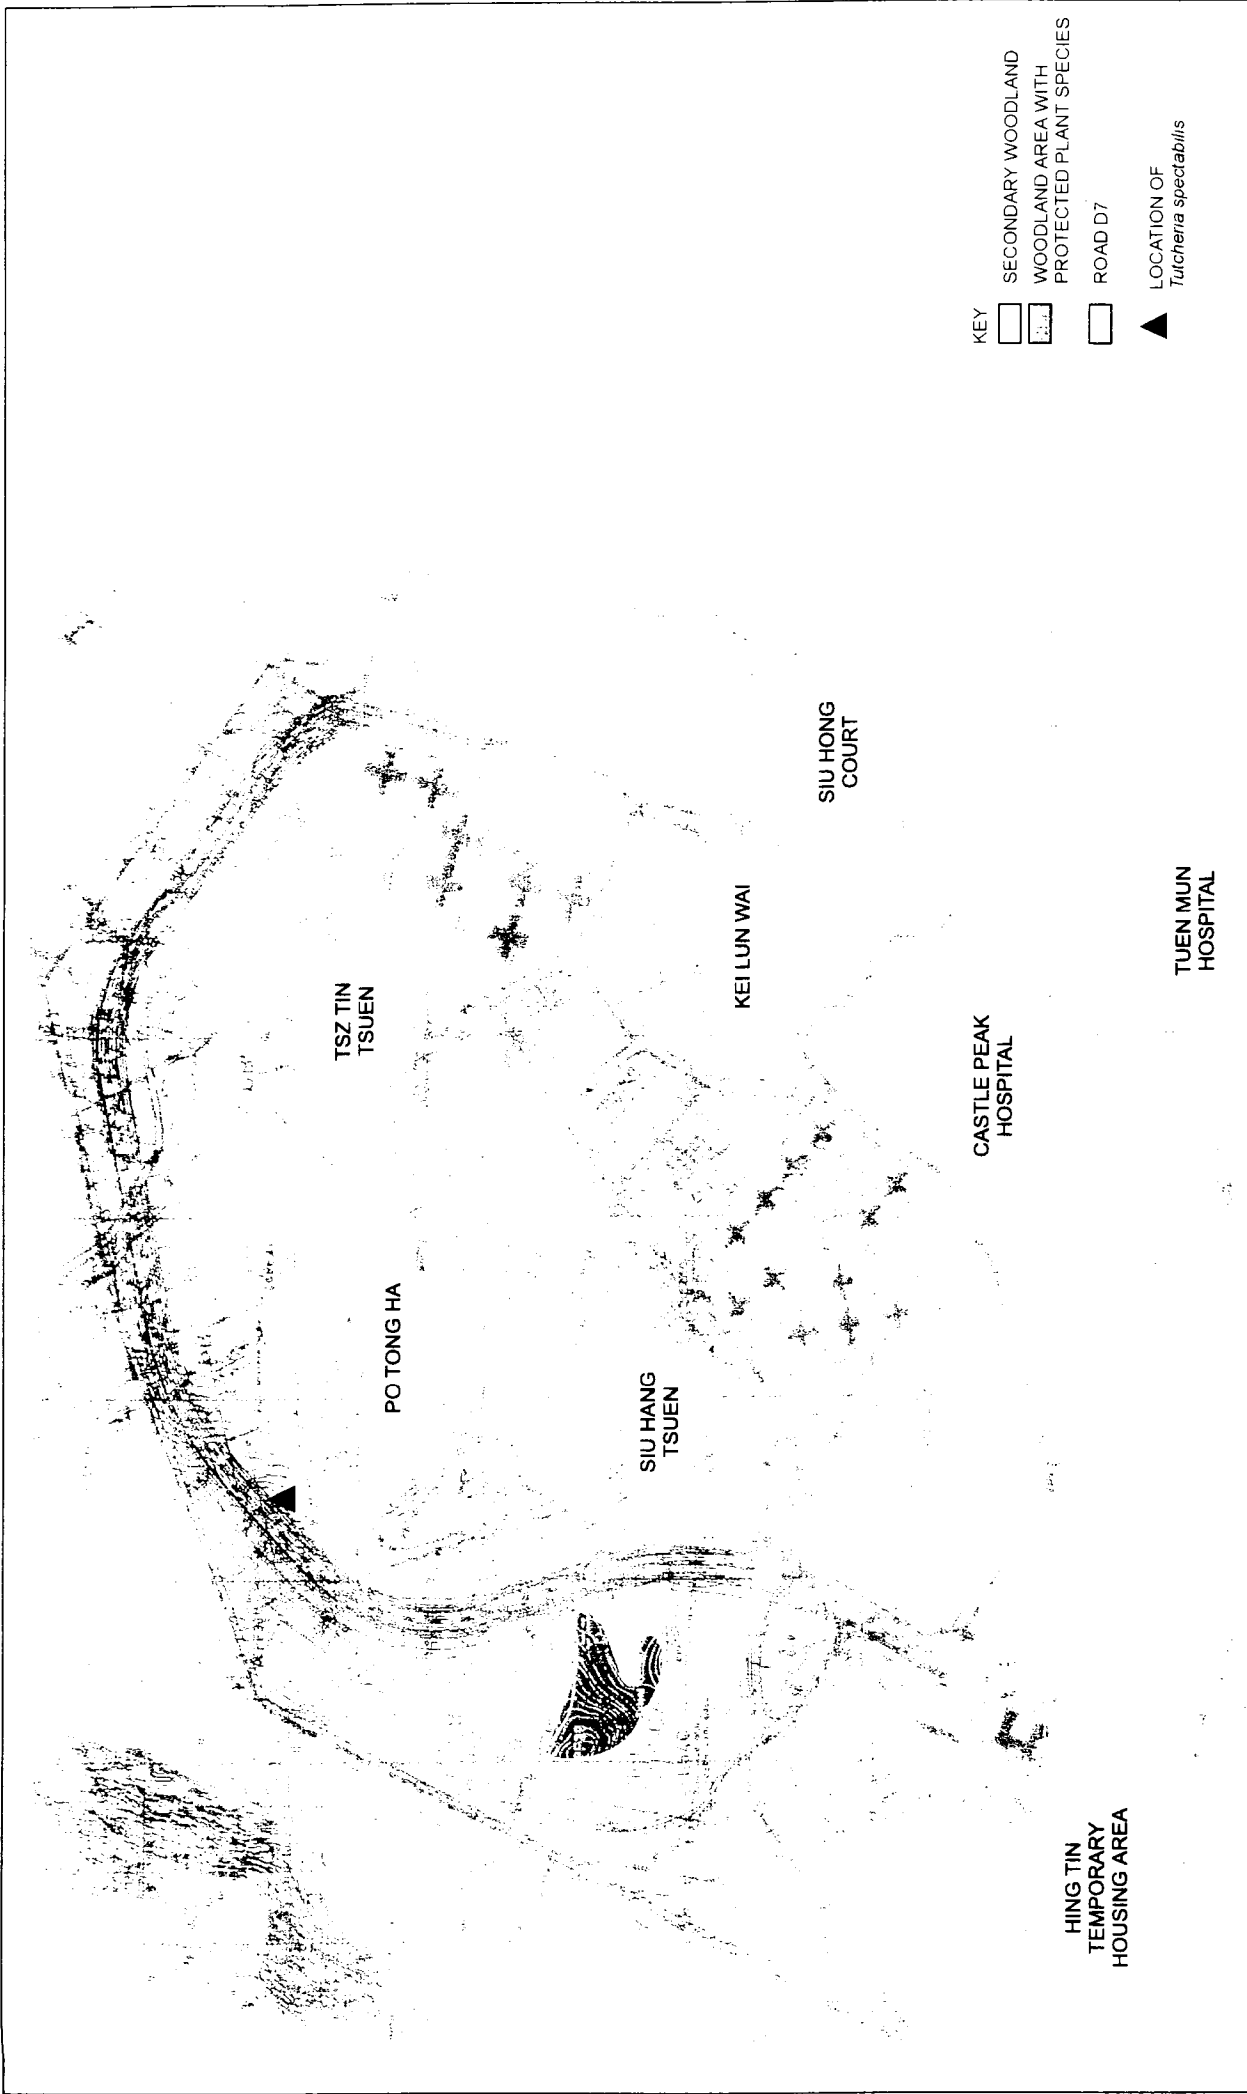 TSZ TIN
TSUEN
PO TONG HA
SIU HANG
TSUEN
KEI LUN WAI
SIU HONG
COURT
CASTLE PEAK
HOSPITAL
TUEN MUN
HOSPITAL
HING TIN
TEMPORARY
HOUSING AREA
KEY
SECONDARY WOODLAND
WOODLAND AREA WITH
PROTECTED PLANT SPECIES
ROAD D7
LOCATION OF
Tutcheria spectabilis